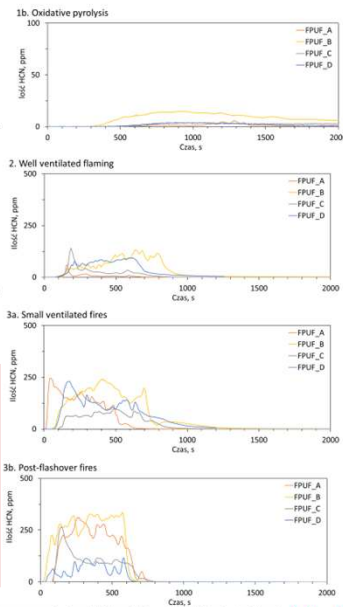 1b. Oxidative pyrolysis
Ilość HCN, ppm
100
50
0
FPUF_A
FPUF_B
FPUF_C
FPUF_D
0 500 1000 1500 2000
Czas, s
2. Well ventilated flaming
Ilość HCN, ppm
500
250
0
FPUF_A
FPUF_B
FPUF_C
FPUF_D
0 500 1000 1500 2000
Czas, s
3a. Small ventilated fires
Ilość HCN, ppm
500
250
0
FPUF_A
FPUF_B
FPUF_C
FPUF_D
0 500 1000 1500 2000
Czas, s
3b. Post-flashover fires
Ilość HCN, ppm
500
250
0
FPUF_A
FPUF_B
FPUF_C
FPUF_D
0 500 1000 1500 2000
Czas, s